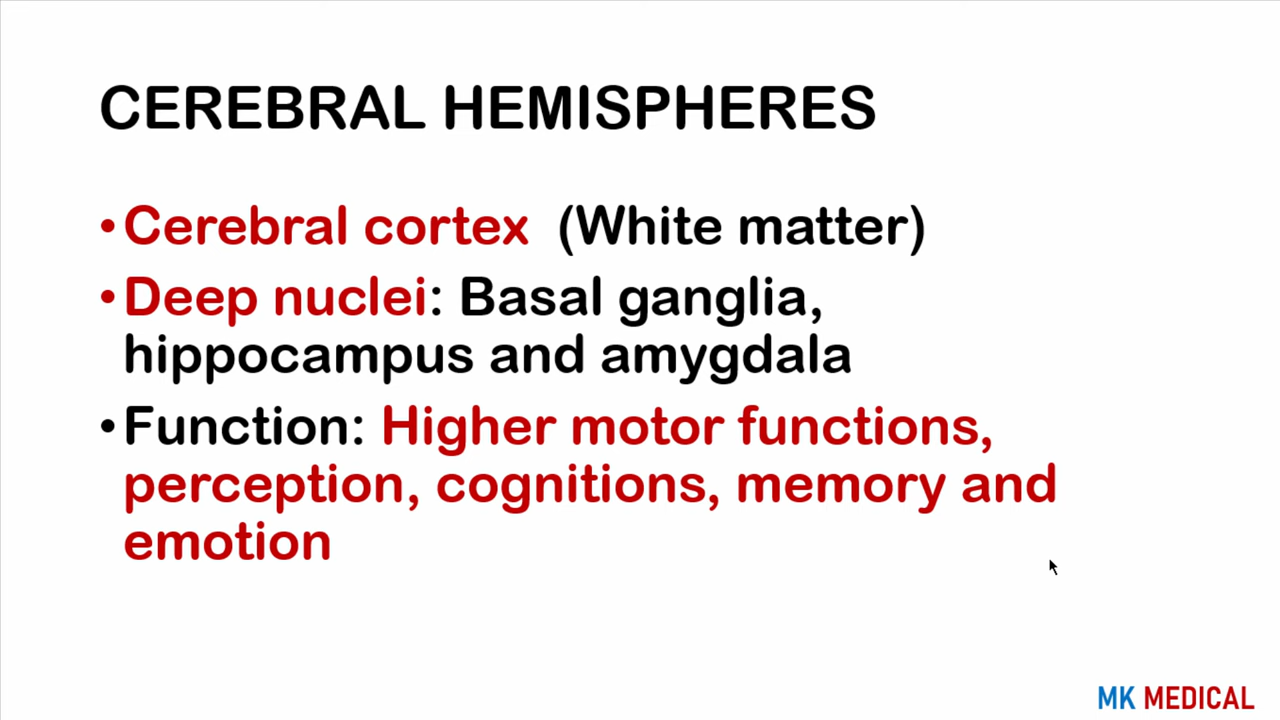 CEREBRAL HEMISPHERES
•Cerebral cortex (White matter)
•Deep nuclei: Basal ganglia,
hippocampus and amygdala
•Function: Higher motor functions,
perception, cognitions, memory and
emotion
MK MEDICAL